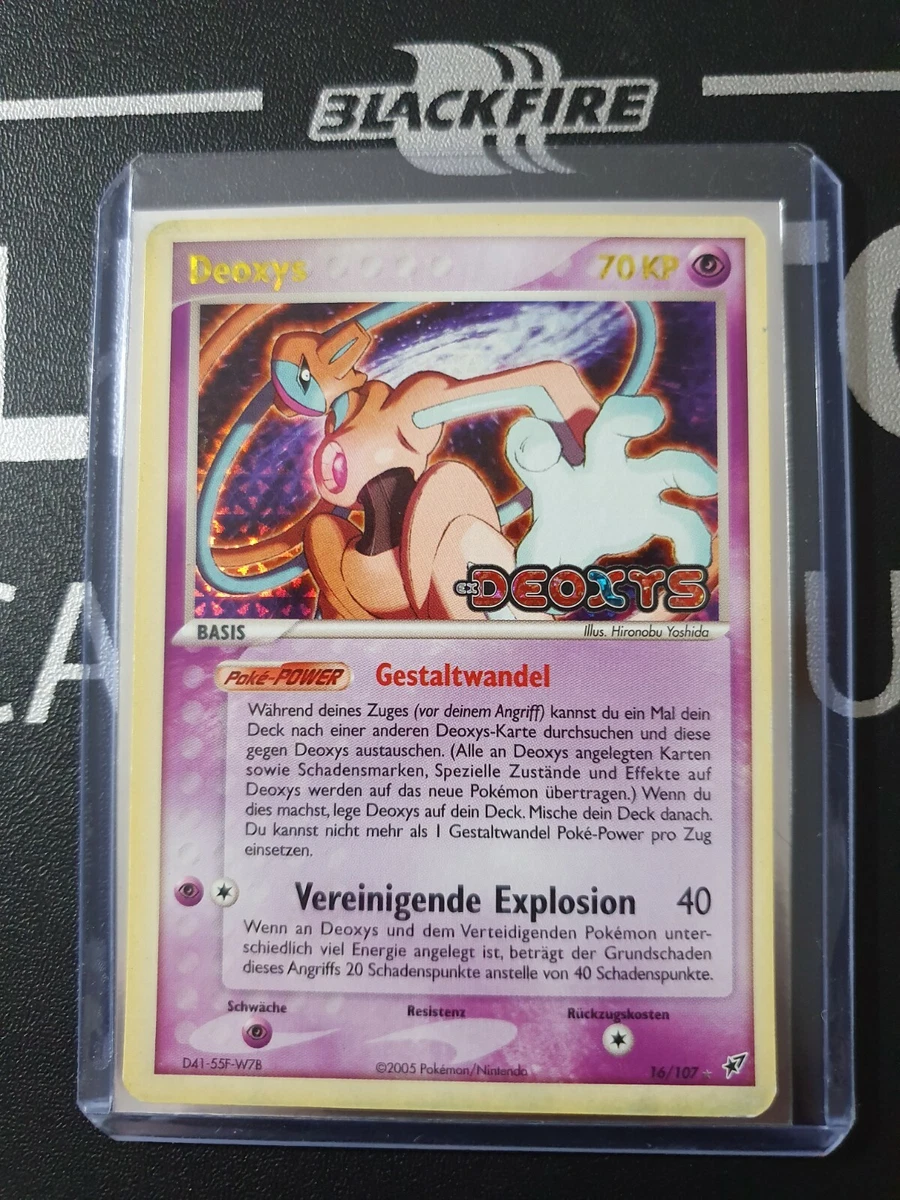 BLACKFIRE
Deoxys
70 KP
EX DEOXYS
BASIS
Illus. Hironobu Yoshida
Poké-POWER Gestaltwandel
Während deines Zuges (vor deinem Angriff) kannst du ein Mal dein
Deck nach einer anderen Deoxys-Karte durchsuchen und diese
gegen Deoxys austauschen. (Alle an Deoxys angelegten Karten
sowie Schadensmarken, Spezielle Zustände und Effekte auf
Deoxys werden auf das neue Pokémon übertragen.) Wenn du
dies machst, lege Deoxys auf dein Deck. Mische dein Deck danach.
Du kannst nicht mehr als 1 Gestaltwandel Poké-Power pro Zug
einsetzen.
Vereinigende Explosion 40
Wenn an Deoxys und dem Verteidigenden Pokémon unter-
schiedlich viel Energie angelegt ist, beträgt der Grundschaden
dieses Angriffs 20 Schadenspunkte anstelle von 40 Schadenspunkte.
Schwäche
Resistenz
Rückzugskosten
D41-55F-W7B
©2005 Pokémon/Nintendo
16/107